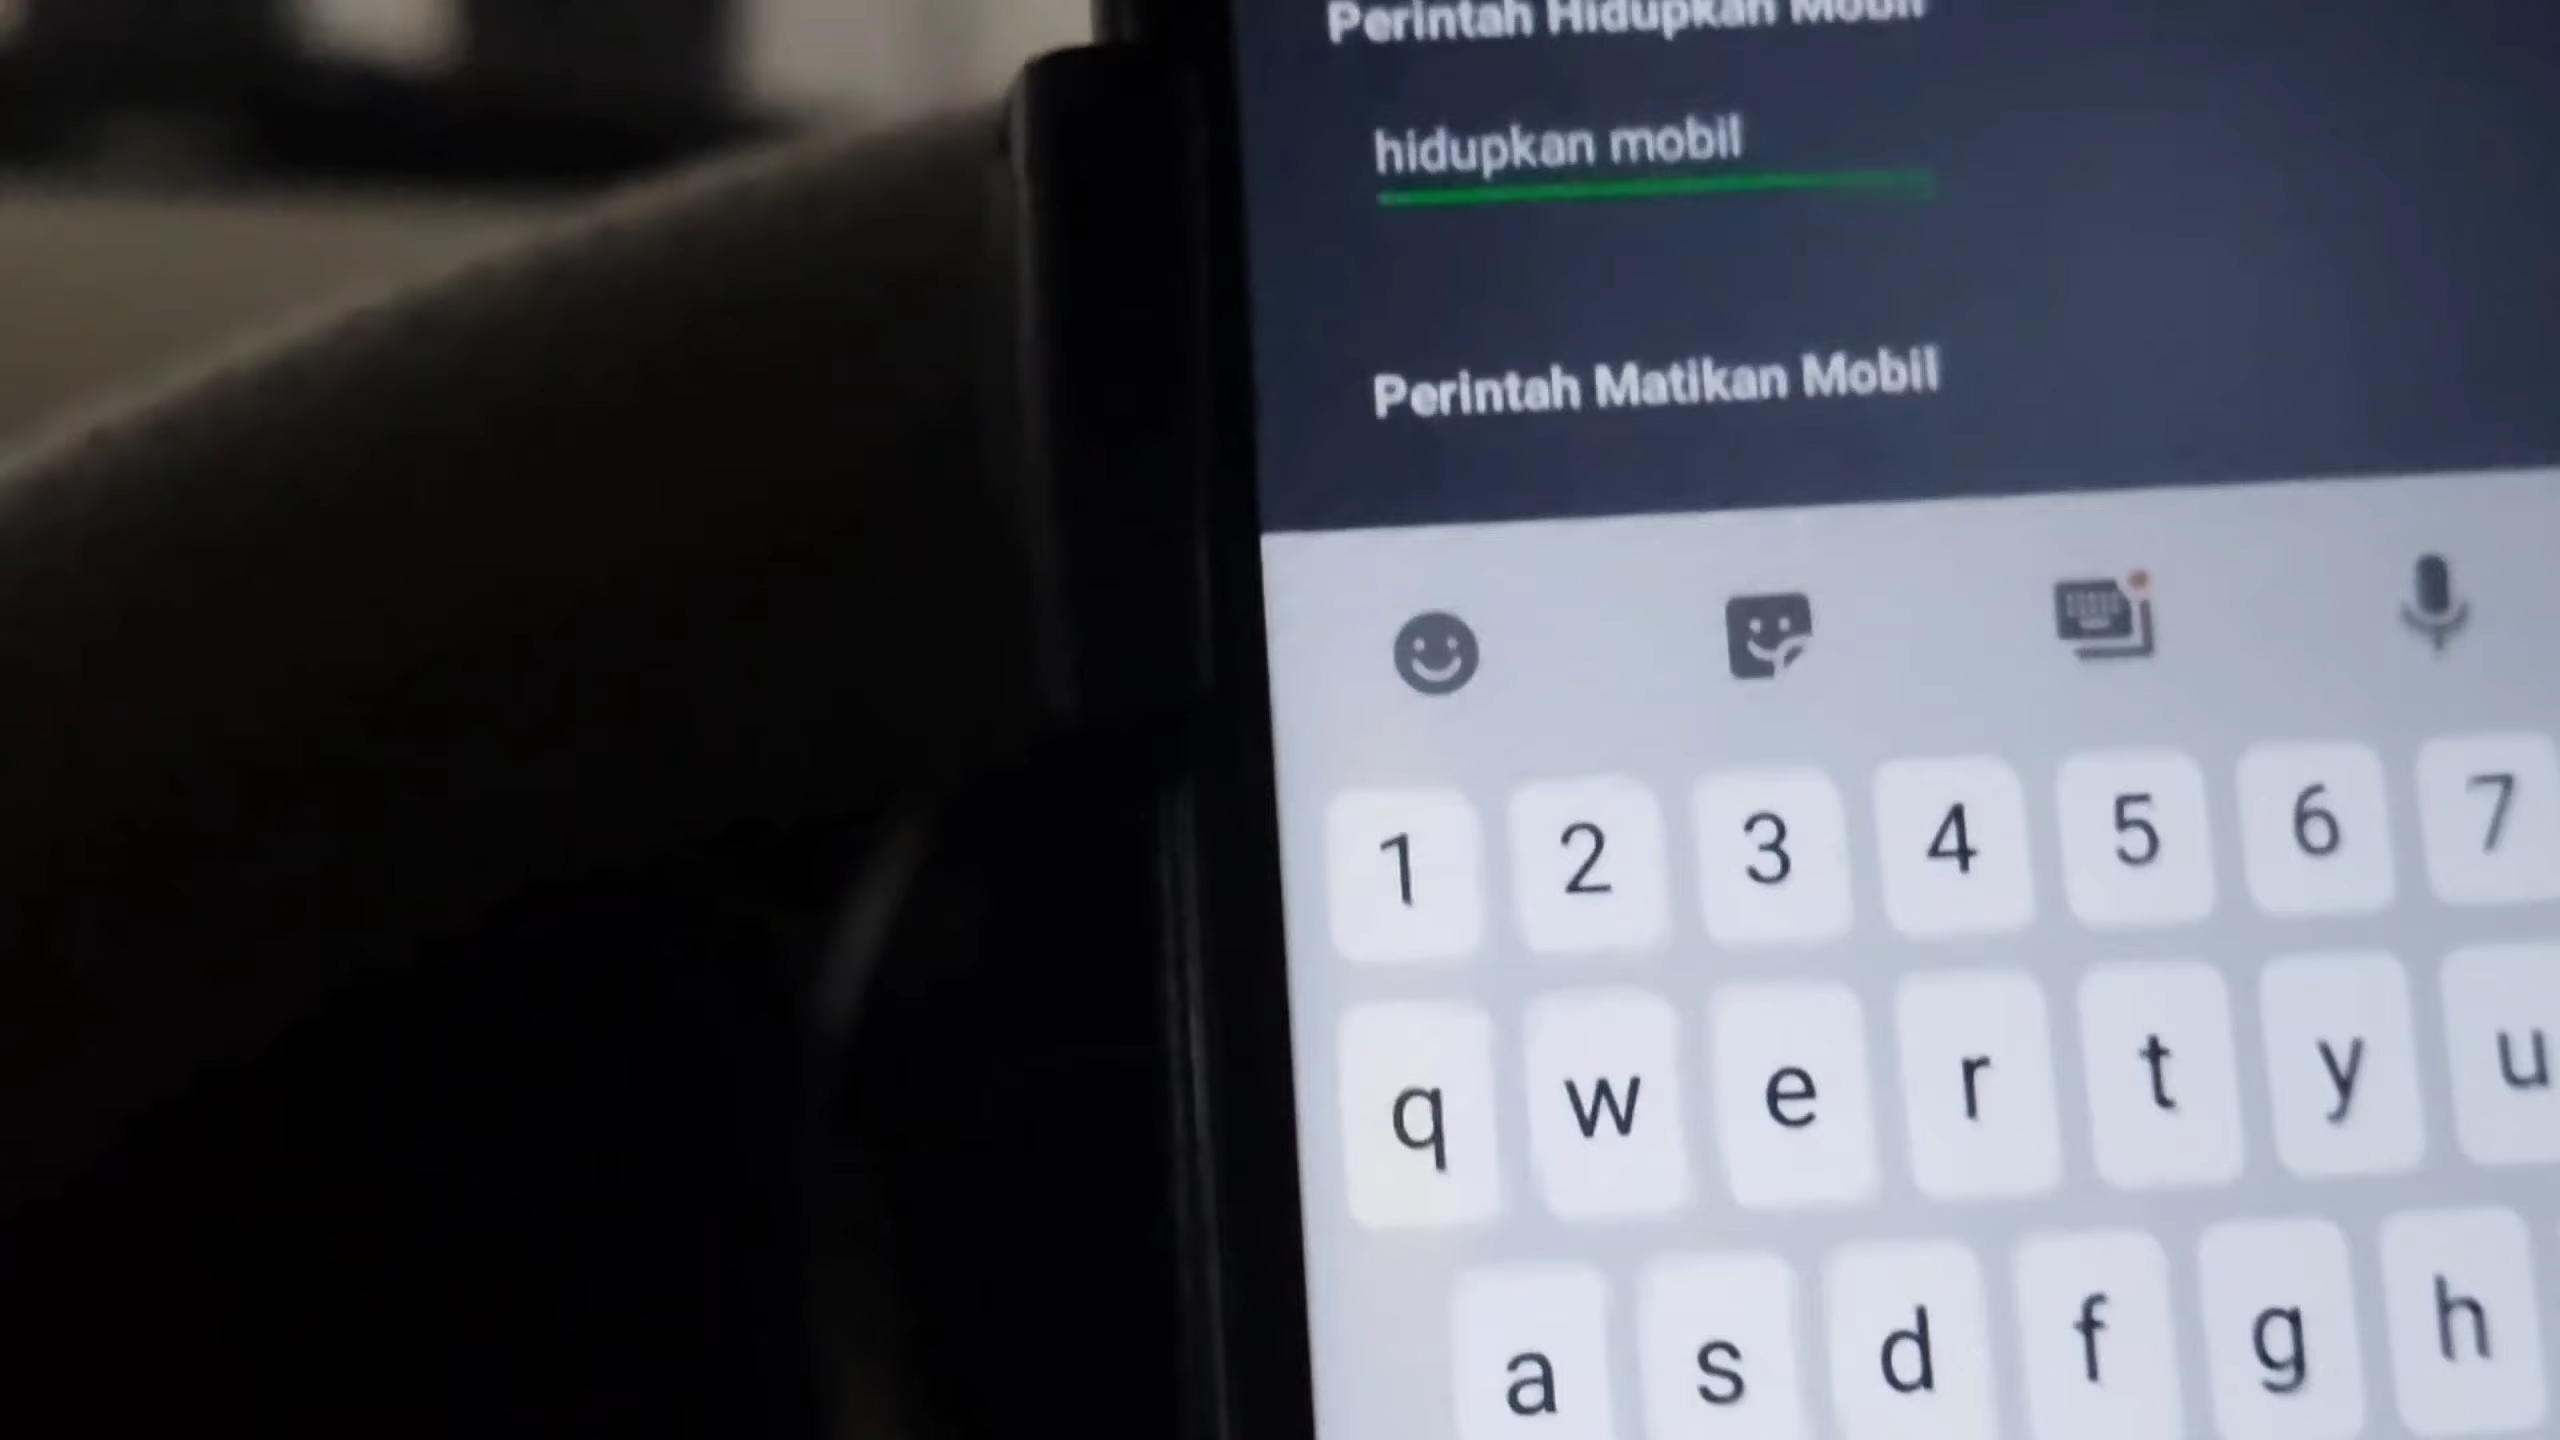 Perintah Hidupkan Mobil
hidupkan mobil
Perintah Matikan Mobil
1 2 3 4 5 6 7
q w e r t y u
a s d f g h